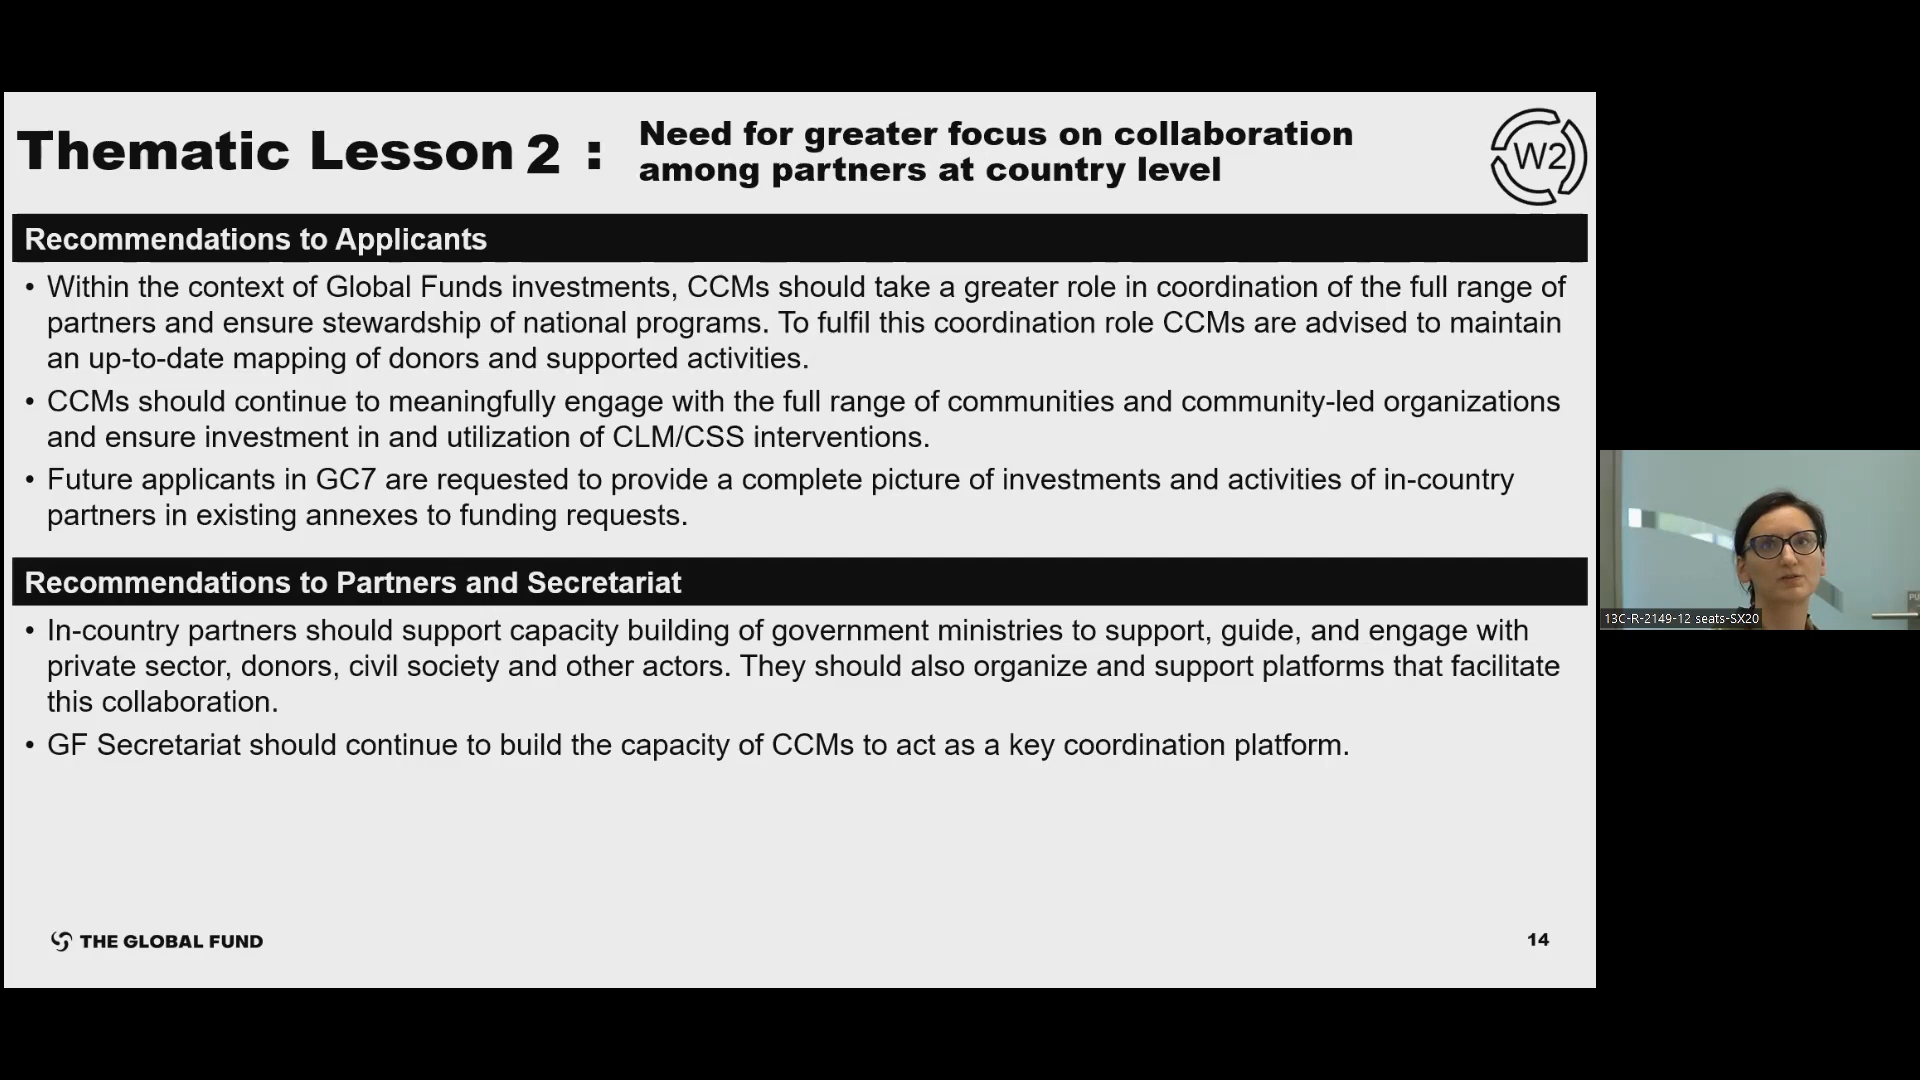 Thematic Lesson 2 :
Need for greater focus on collaboration
among partners at country level
W2
Recommendations to Applicants
• Within the context of Global Funds investments, CCMs should take a greater role in coordination of the full range of
partners and ensure stewardship of national programs. To fulfil this coordination role CCMs are advised to maintain
an up-to-date mapping of donors and supported activities.
• CCMs should continue to meaningfully engage with the full range of communities and community-led organizations
and ensure investment in and utilization of CLM/CSS interventions.
• Future applicants in GC7 are requested to provide a complete picture of investments and activities of in-country
partners in existing annexes to funding requests.
Recommendations to Partners and Secretariat
• In-country partners should support capacity building of government ministries to support, guide, and engage with
private sector, donors, civil society and other actors. They should also organize and support platforms that facilitate
this collaboration.
• GF Secretariat should continue to build the capacity of CCMs to act as a key coordination platform.
THE GLOBAL FUND
14
13C-R-2149-12 seats-SX20